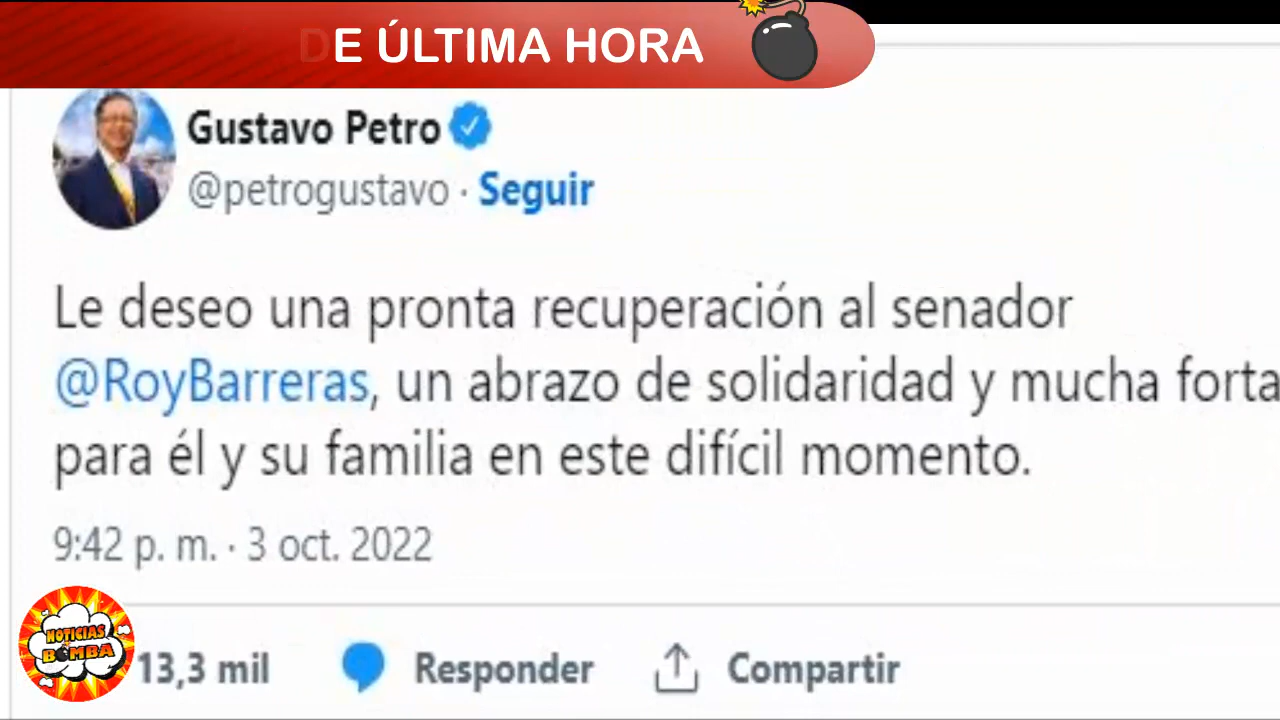 DE ÚLTIMA HORA
Gustavo Petro
@petrogustavo · Seguir
Le deseo una pronta recuperación al senador
@RoyBarreras, un abrazo de solidaridad y mucha forta
para él y su familia en este difícil momento.
9:42 p. m. · 3 oct. 2022
13,3 mil Responder Compartir
NOTICIAS
BOMBA